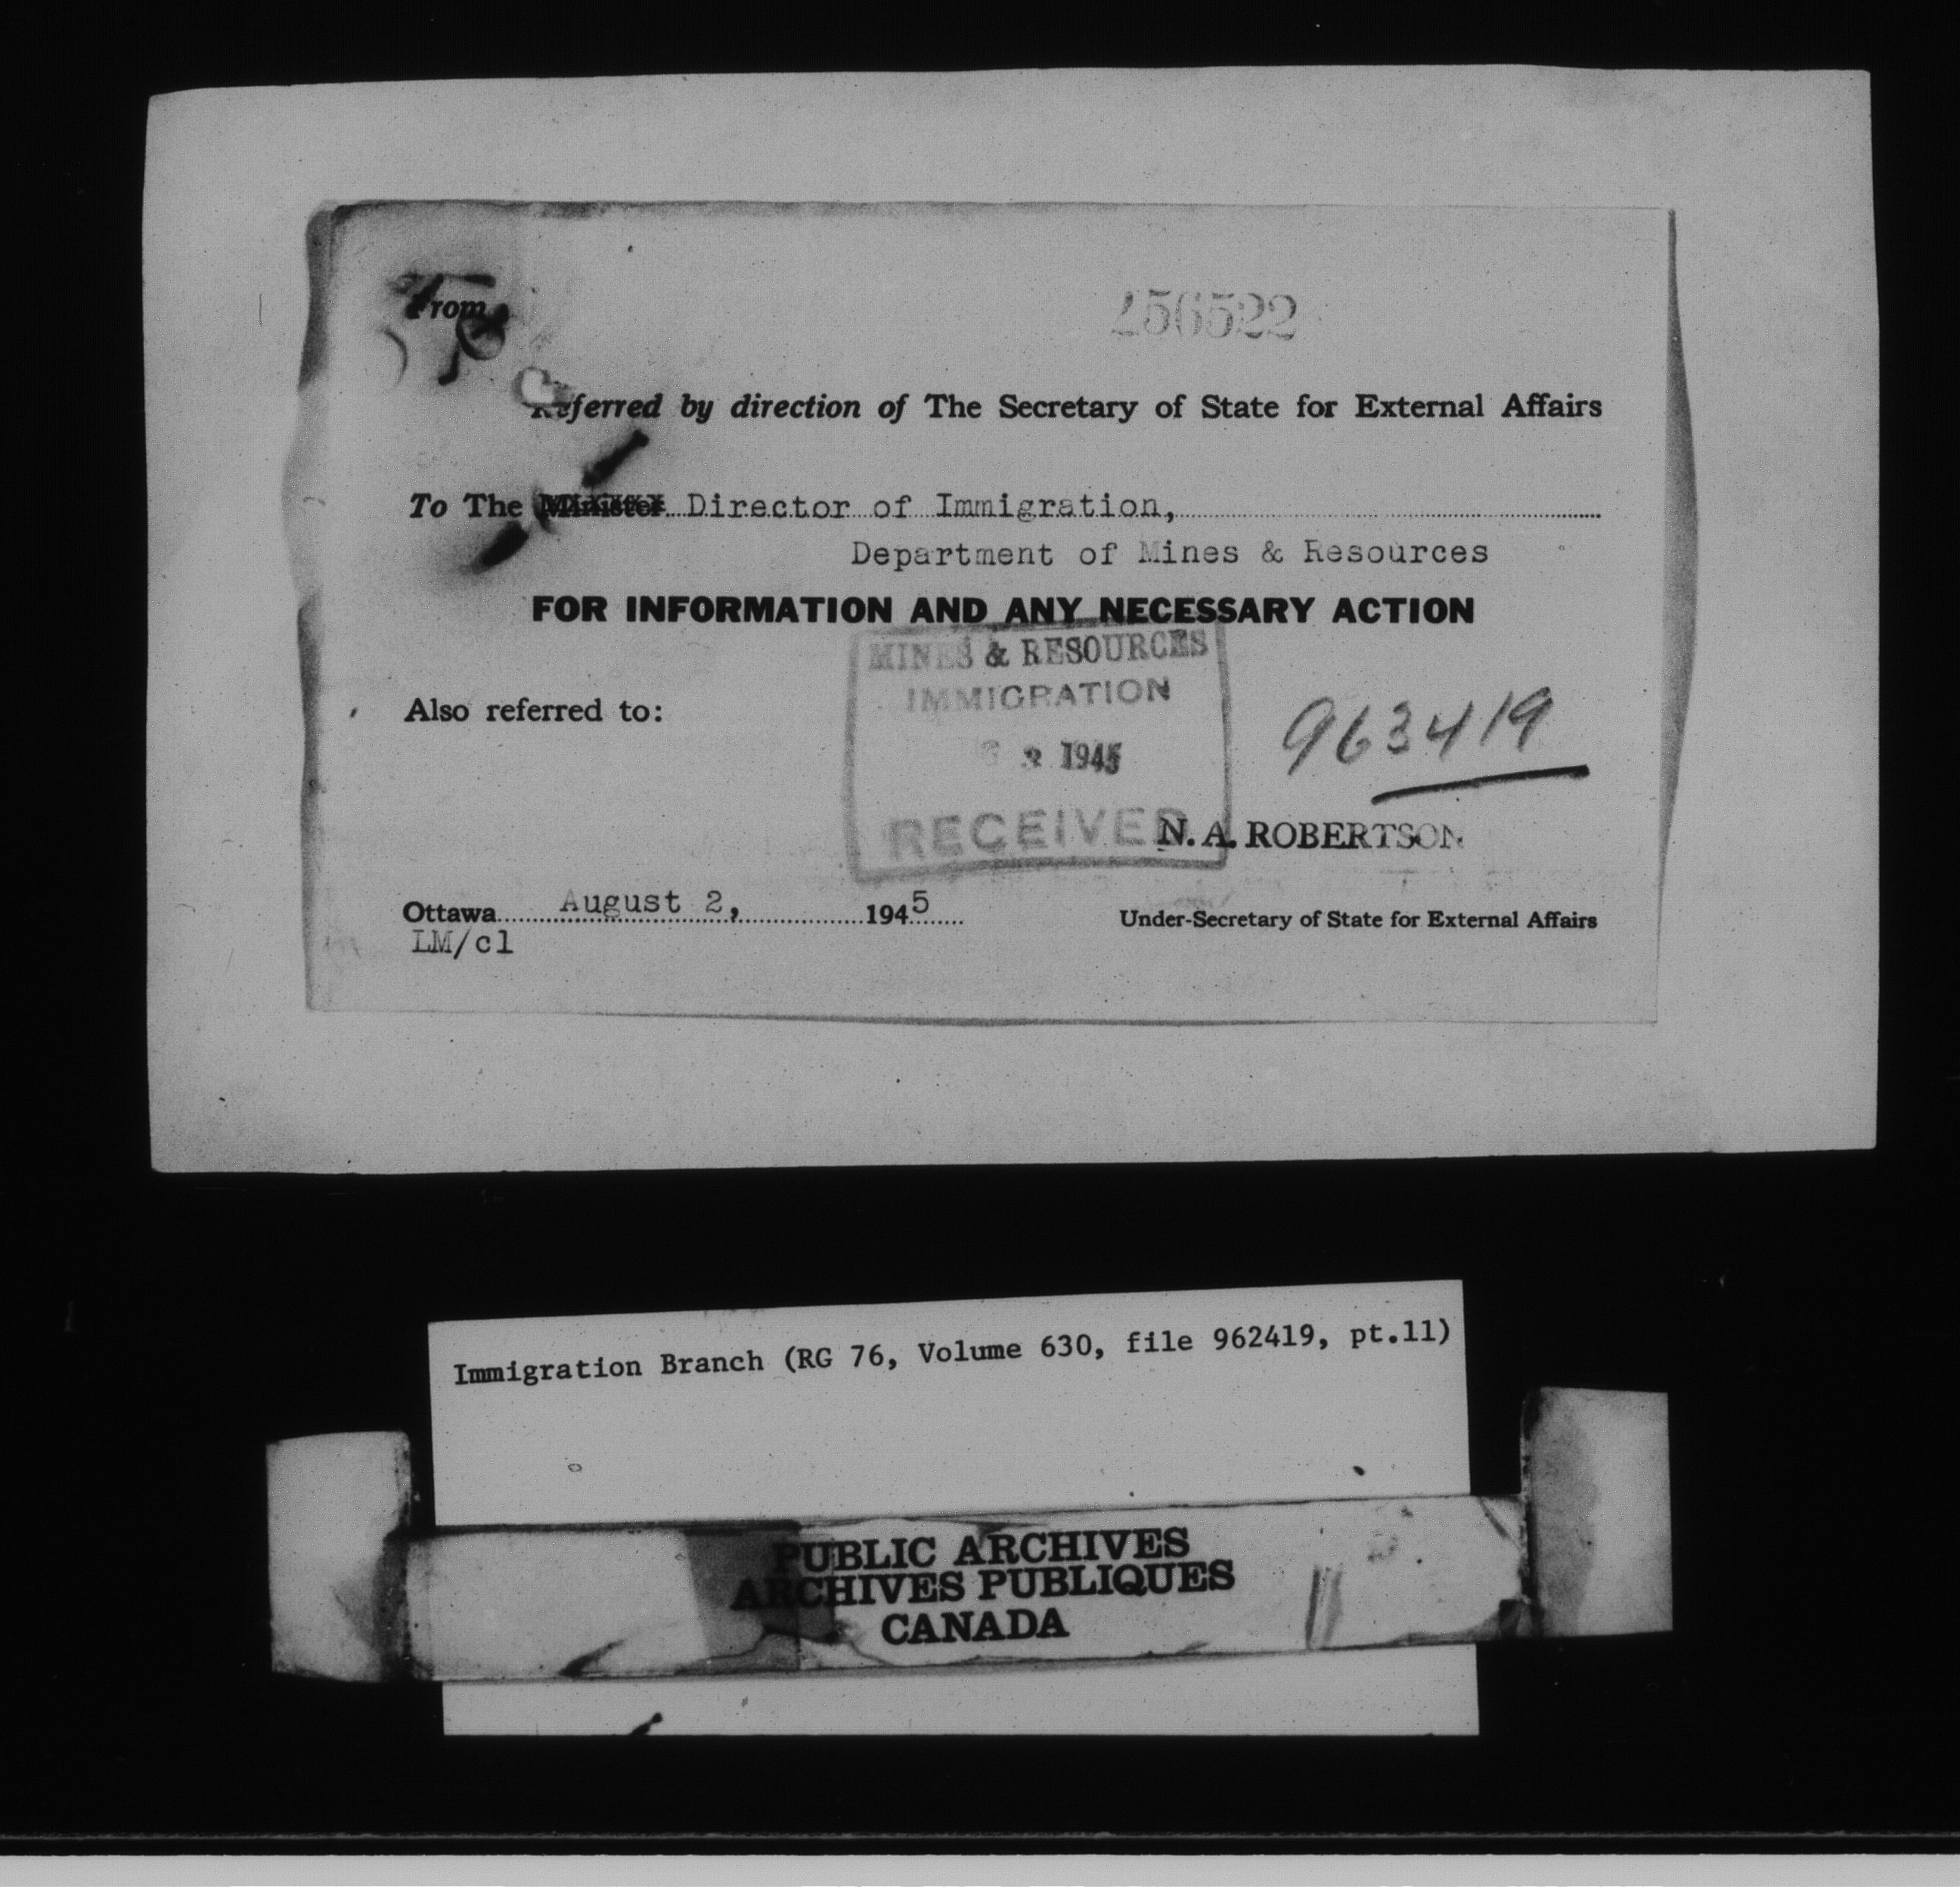 From
456522
Referred by direction of The Secretary of State for External Affairs
To The Minister Director of Immigration,
Department of Mines & Resources
FOR INFORMATION AND ANY NECESSARY ACTION
MINES & RESOURCES
IMMIGRATION
Also referred to:
1945
963419
RECEIVED
N. A. ROBERTSON
Ottawa August 2, 1945
Under-Secretary of State for External Affairs
LM/cl
Immigration Branch (RG 76, Volume 630, file 962419, pt.11)
PUBLIC ARCHIVES
ARCHIVES PUBLIQUES
CANADA